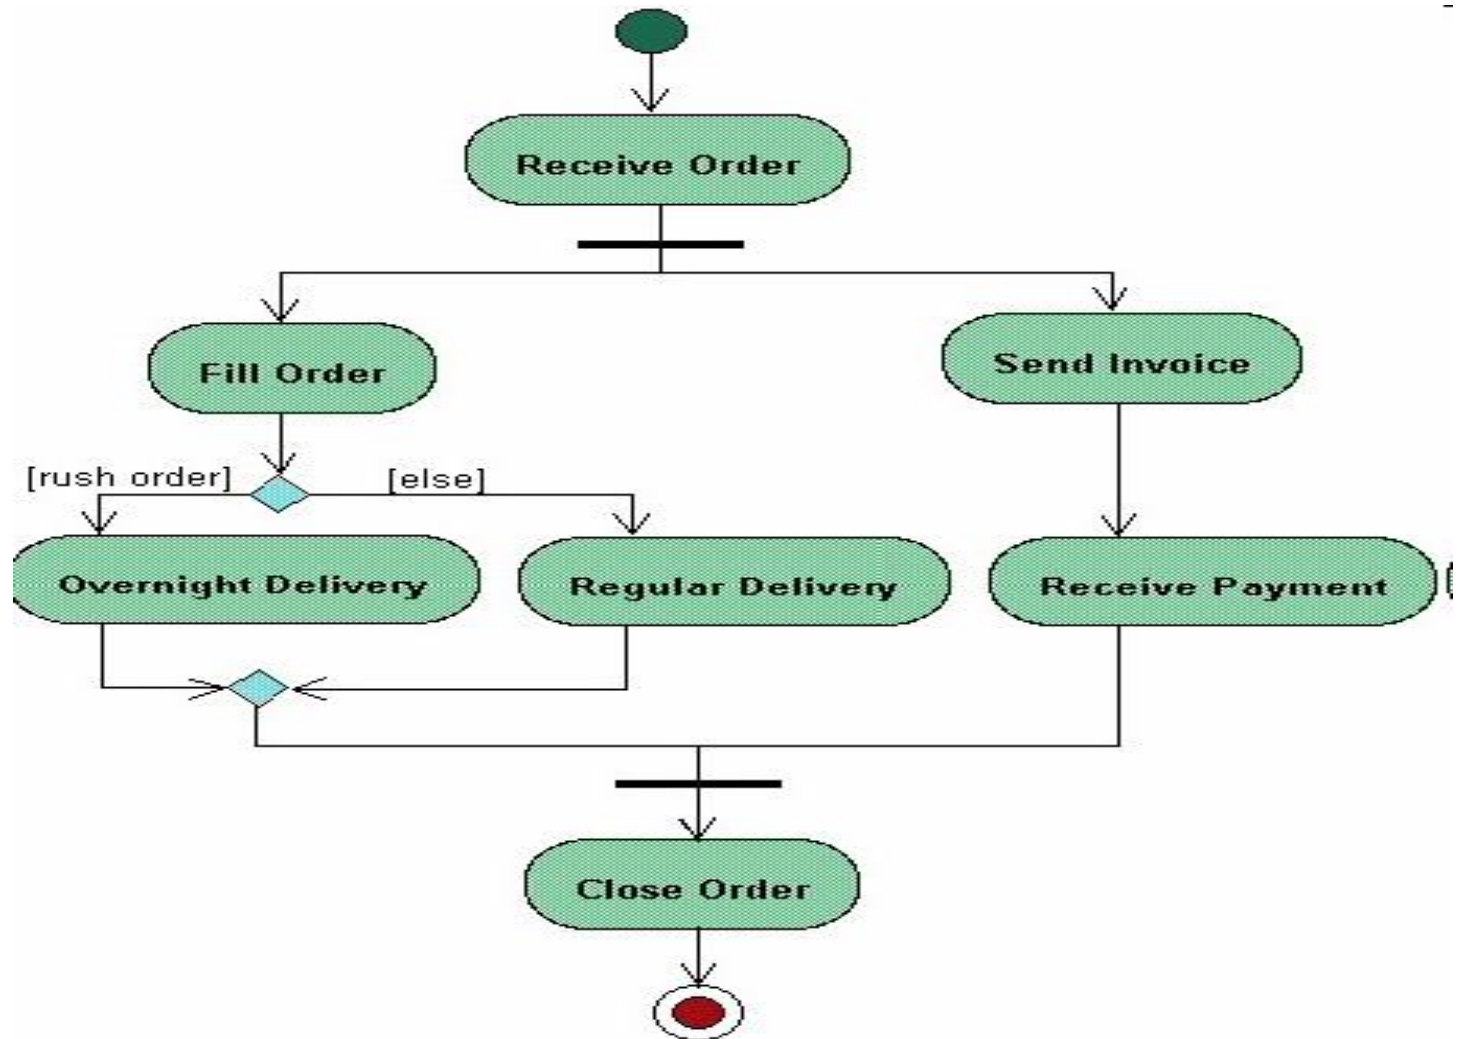 Receive Order
Fill Order
Send Invoice
[rush order]
[else]
Overnight Delivery
Regular Delivery
Receive Payment
Close Order